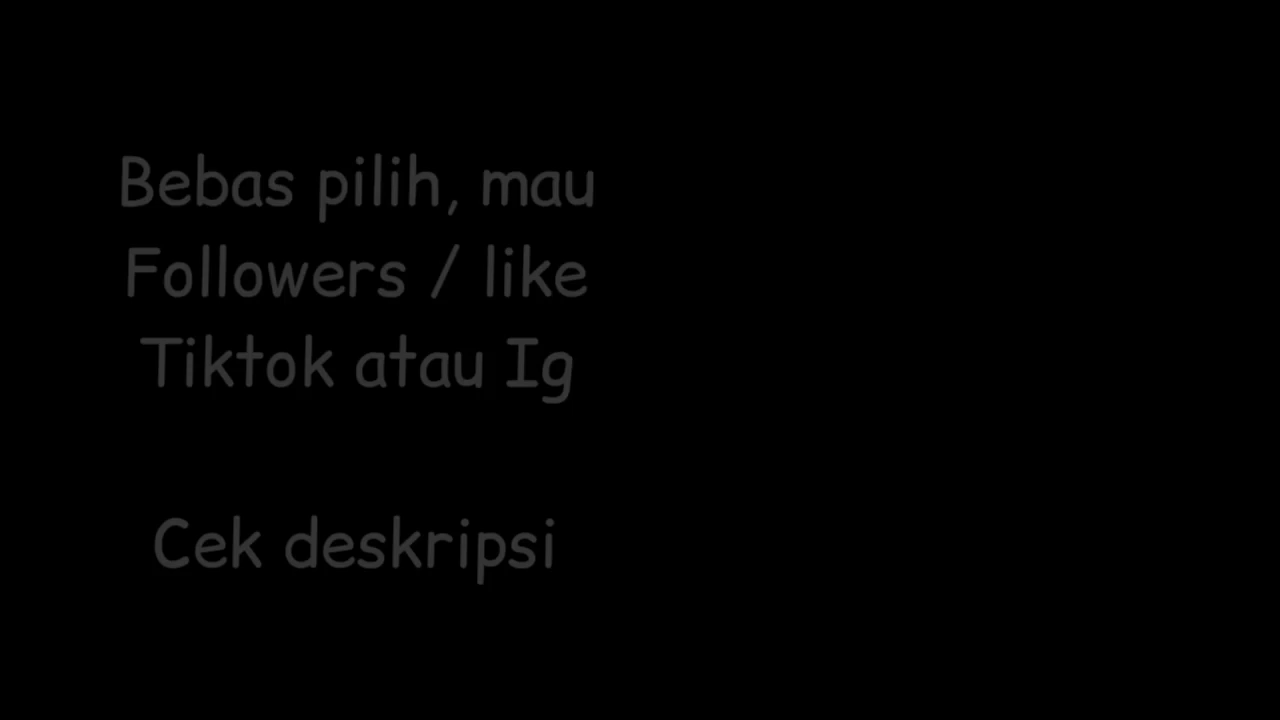 Bebas pilih, mau
Followers / like
Tiktok atau Ig
Cek deskripsi